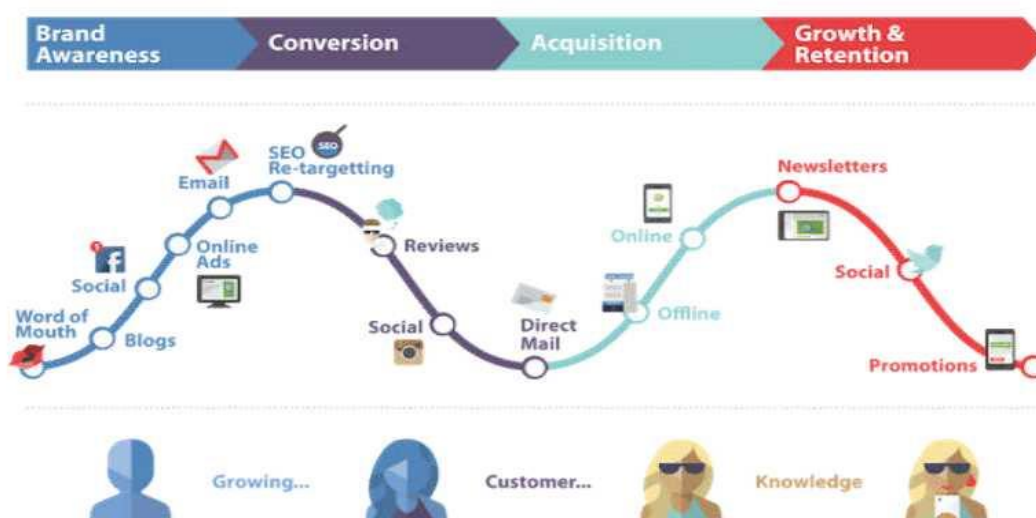 Brand
Awareness
Conversion
Acquisition
Growth &
Retention
SEO
Re-targetting
SEO
Email
Newsletters
Online
Ads
Reviews
Online
Social
Social
Word of
Mouth
Blogs
Social
Direct
Mail
Offline
Promotions
Growing...
Customer...
Knowledge